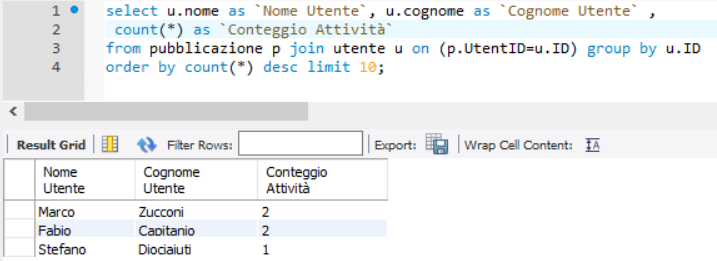 1 select u.nome as `Nome Utente`, u.cognome as `Cognome Utente` ,
2 count(*) as `Conteggio Attività`
3 from pubblicazione p join utente u on (p.UtentID=u.ID) group by u.ID
4 order by count(*) desc limit 10;
Result Grid Filter Rows: Export: Wrap Cell Content: IA
Nome Utente Cognome Utente Conteggio Attività
Marco Zucconi 2
Fabio Capitanio 2
Stefano Diociaiuti 1